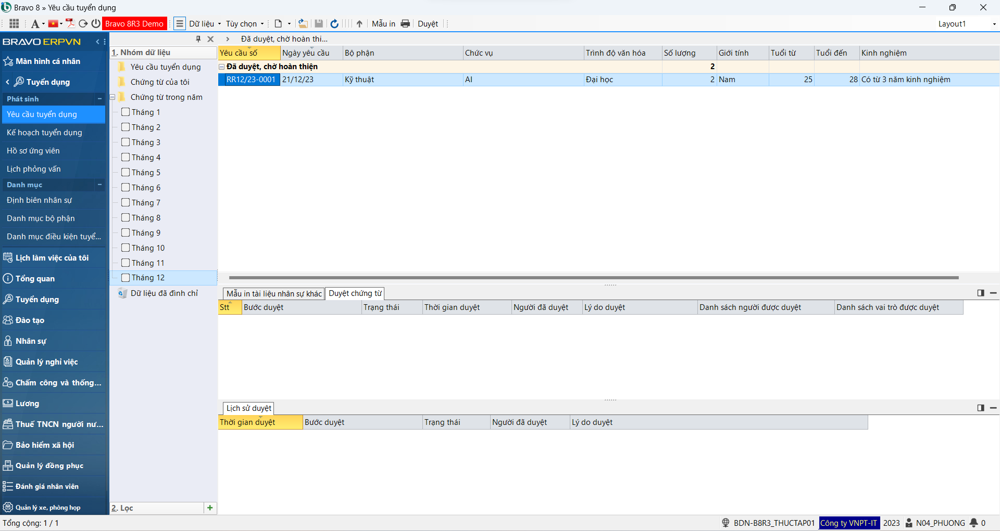 Bravo 8 » Yêu cầu tuyển dụng
Bravo 8R3 Demo Dữ liệu Tùy chọn Mẫu in Duyệt Layout1
BRAVO ERPVN
Màn hình cá nhân
Tuyển dụng
Phát sinh
Yêu cầu tuyển dụng
Kế hoạch tuyển dụng
Hồ sơ ứng viên
Lịch phỏng vấn
Danh mục
Định biên nhân sự
Danh mục bộ phận
Danh mục điều kiện tuyể...
Lịch làm việc của tôi
Tổng quan
Tuyển dụng
Đào tạo
Nhân sự
Quản lý nghỉ việc
Chấm công và thống...
Lương
Thuế TNCN người nư...
Bảo hiểm xã hội
Quản lý đồng phục
Đánh giá nhân viên
Quản lý xe, phòng họp
1. Nhóm dữ liệu
Yêu cầu tuyển dụng
Chứng từ của tôi
Chứng từ trong năm
Tháng 1
Tháng 2
Tháng 3
Tháng 4
Tháng 5
Tháng 6
Tháng 7
Tháng 8
Tháng 9
Tháng 10
Tháng 11
Tháng 12
Dữ liệu đã đình chỉ
2. Lọc
Đã duyệt, chờ hoàn thi...
Yêu cầu số Ngày yêu cầu Bộ phận Chức vụ Trình độ văn hóa Số lượng Giới tính Tuổi từ Tuổi đến Kinh nghiệm
Đã duyệt, chờ hoàn thiện 2
RR12/23-0001 21/12/23 Kỹ thuật AI Đại học 2 Nam 25 28 Có từ 3 năm kinh nghiệm
Mẫu in tài liệu nhân sự khác Duyệt chứng từ
Stt Bước duyệt Trạng thái Thời gian duyệt Người đã duyệt Lý do duyệt Danh sách người được duyệt Danh sách vai trò được duyệt
Lịch sử duyệt
Thời gian duyệt Bước duyệt Trạng thái Người đã duyệt Lý do duyệt
Tổng cộng: 1 / 1 BDN-B8R3_THUCTAP01 Công ty VNPT-IT 2023 N04_PHUONG 0